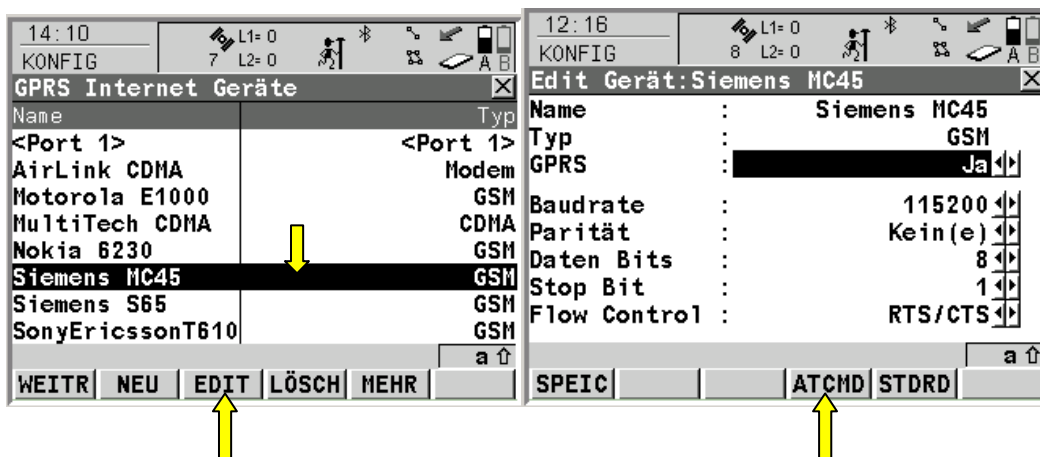 14:10
KONFIG
L1= 0
7 L2= 0
A B
GPRS Internet Geräte
Name Typ
<Port 1> <Port 1>
AirLink CDMA Modem
Motorola E1000 GSM
MultiTech CDMA CDMA
Nokia 6230 GSM
Siemens MC45 GSM
Siemens S65 GSM
SonyEricssonT610 GSM
a
WEITR NEU EDIT LÖSCH MEHR
12:16
KONFIG
L1= 0
8 L2= 0
A B
Edit Gerät:Siemens MC45
Name : Siemens MC45
Typ : GSM
GPRS : Ja
Baudrate : 115200
Parität : Kein(e)
Daten Bits : 8
Stop Bit : 1
Flow Control : RTS/CTS
a
SPEIC ATCMD STDRD